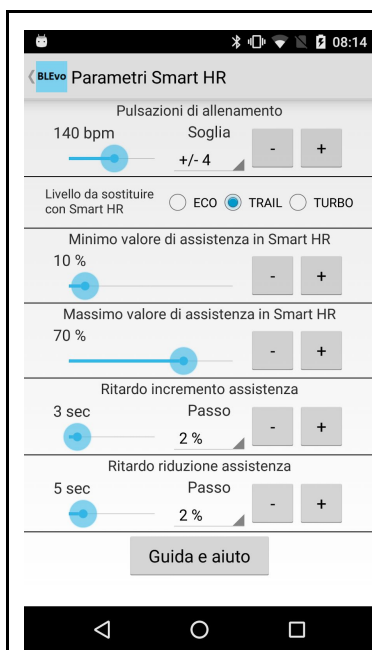 08:14
BLEvo Parametri Smart HR
Pulsazioni di allenamento
140 bpm Soglia
+/- 4 - +
Livello da sostituire
con Smart HR
ECO TRAIL TURBO
Minimo valore di assistenza in Smart HR
10 %
- +
Massimo valore di assistenza in Smart HR
70 %
- +
Ritardo incremento assistenza
3 sec Passo
2 % - +
Ritardo riduzione assistenza
5 sec Passo
2 % - +
Guida e aiuto